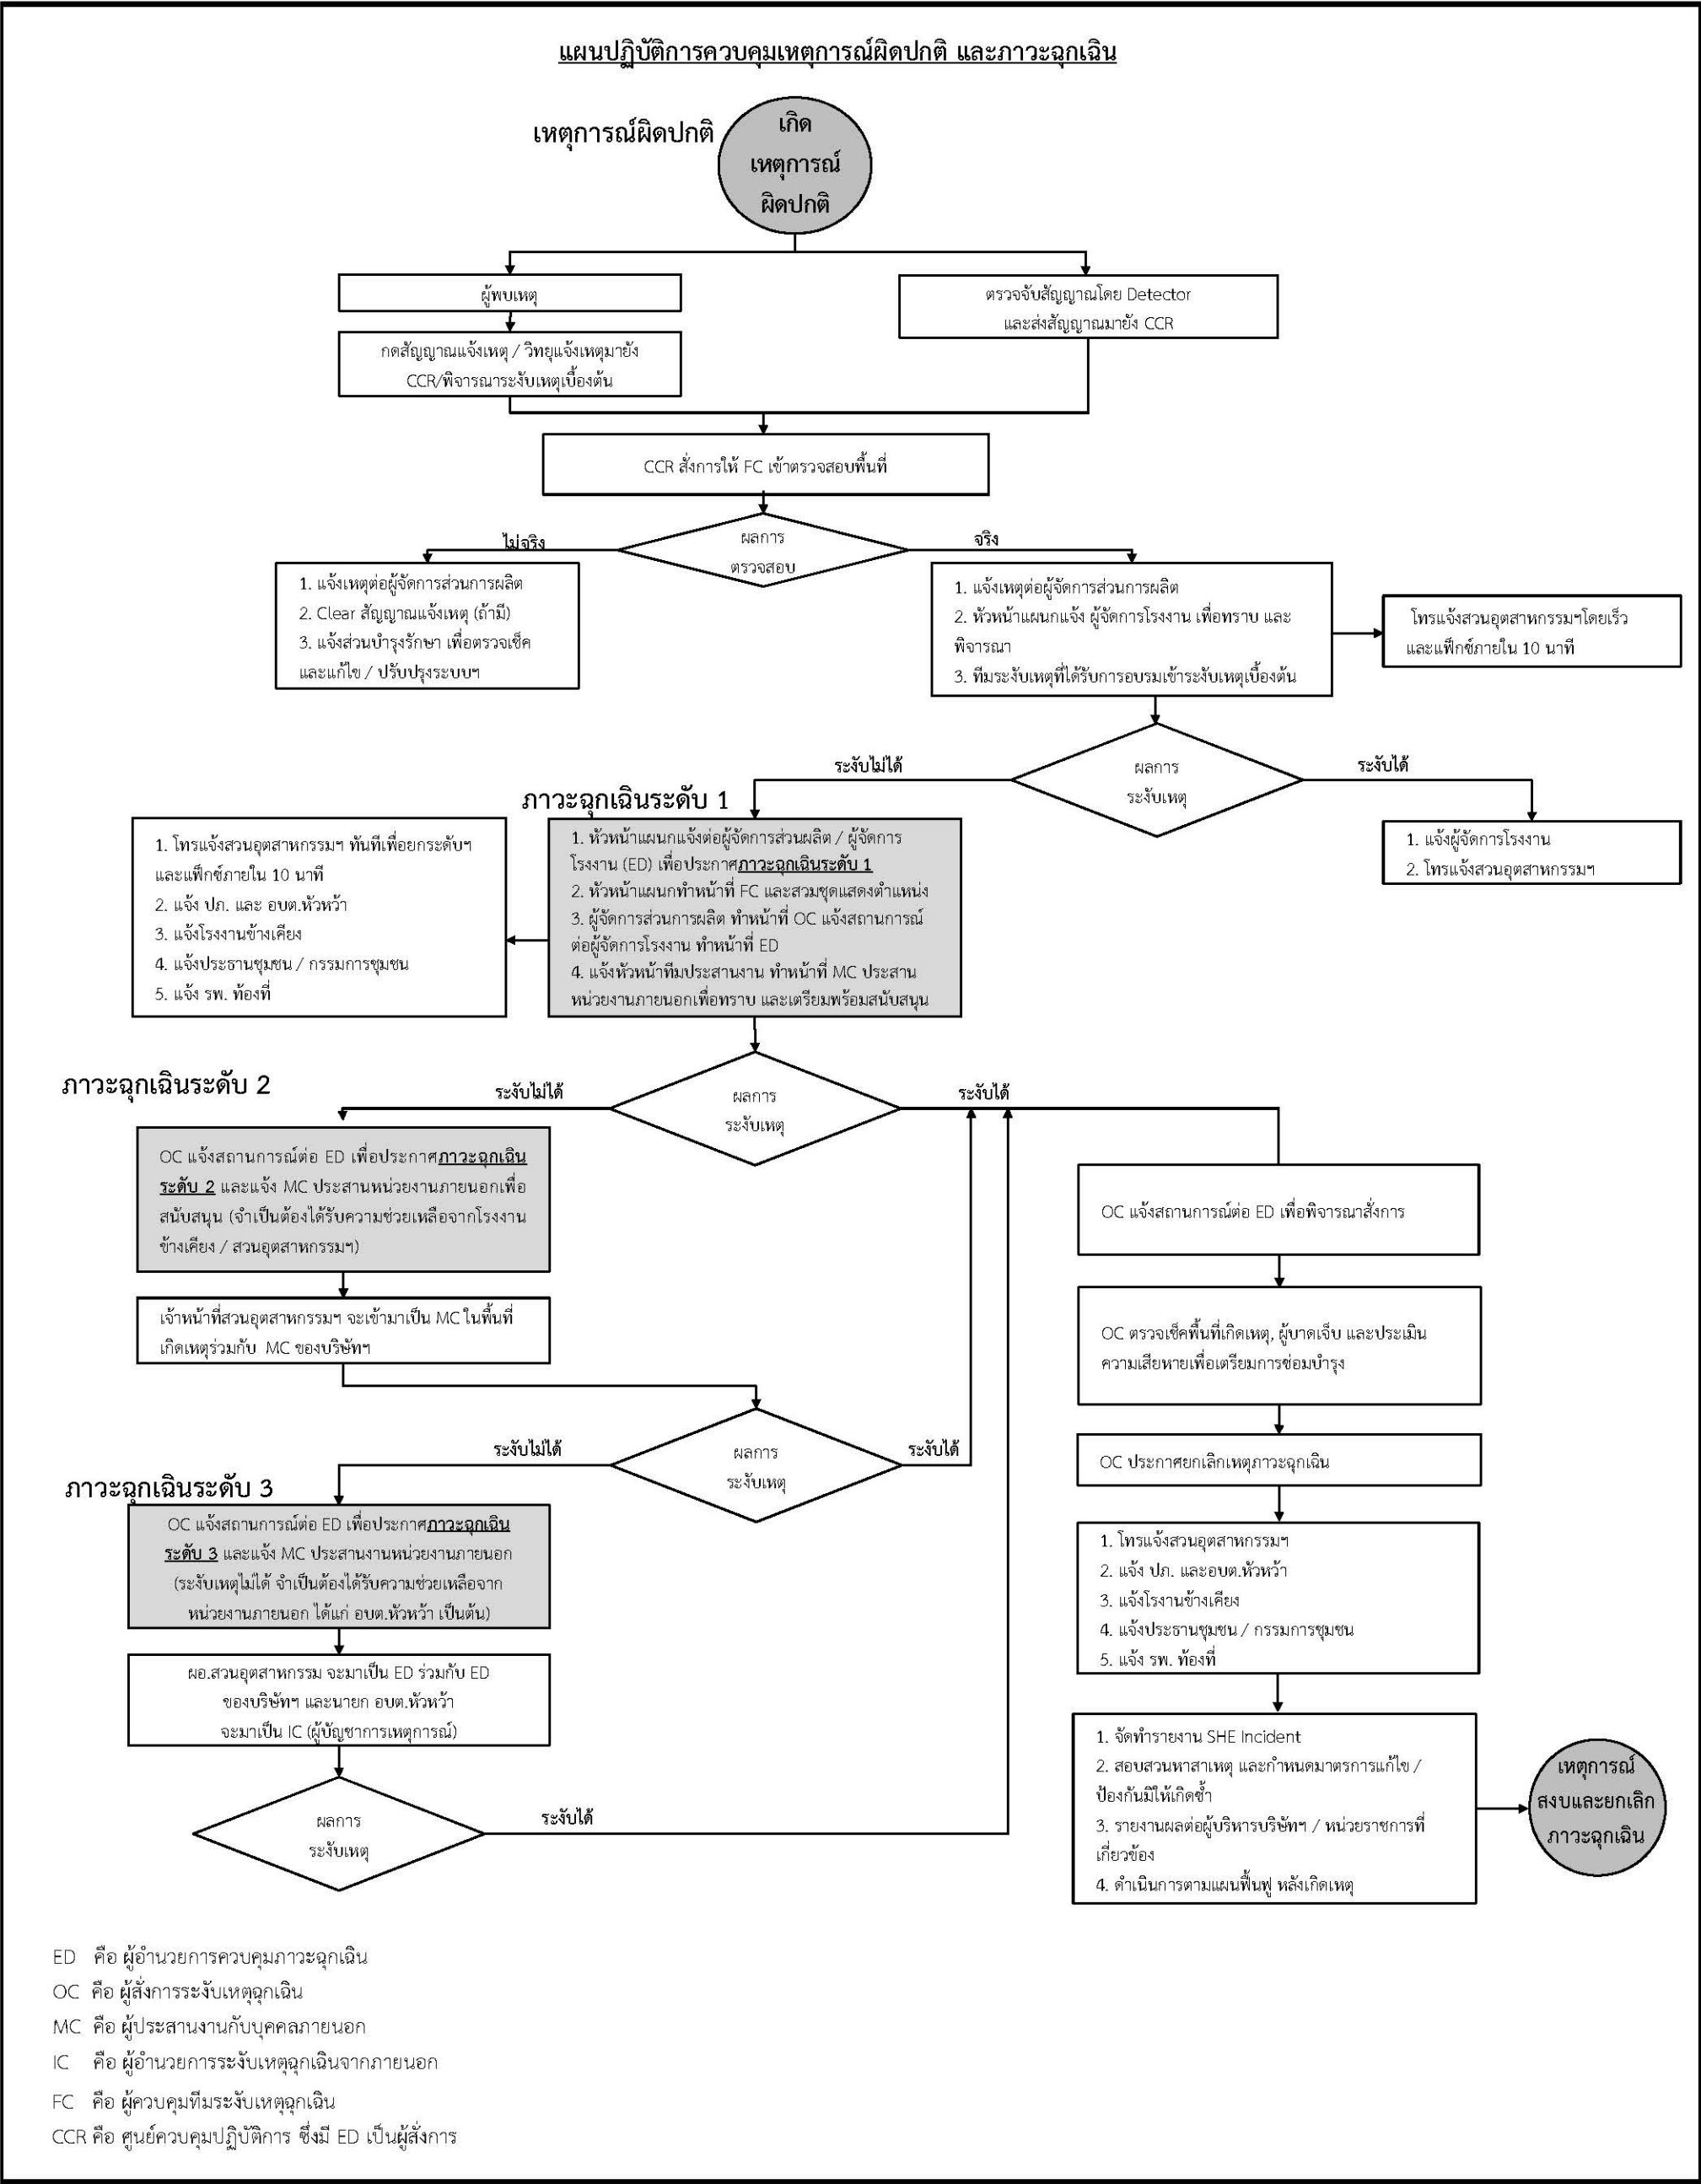 แผนปฏิบัติการควบคุมเหตุการณ์ผิดปกติ และภาวะฉุกเฉิน
เหตุการณ์ผิดปกติ
เกิด
เหตุการณ์
ผิดปกติ
ผู้พบเหตุ
ตรวจจับสัญญาณโดย Detector
และส่งสัญญาณมายัง CCR
กดสัญญาณแจ้งเหตุ / วิทยุแจ้งเหตุมายัง
CCR/พิจารณาระงับเหตุเบื้องต้น
CCR สั่งการให้ FC เข้าตรวจสอบพื้นที่
ผลการ
ตรวจสอบ
ไม่จริง
จริง
1. แจ้งเหตุต่อผู้จัดการส่วนการผลิต
2. Clear สัญญาณแจ้งเหตุ (ถ้ามี)
3. แจ้งส่วนบำรุงรักษา เพื่อตรวจเช็ค
และแก้ไข / ปรับปรุงระบบฯ
1. แจ้งเหตุต่อผู้จัดการส่วนการผลิต
2. หัวหน้าแผนกแจ้ง ผู้จัดการโรงงาน เพื่อทราบ และ
พิจารณา
3. ทีมระงับเหตุที่ได้รับการอบรมเข้าระงับเหตุเบื้องต้น
โทรแจ้งสวนอุตสาหกรรมฯโดยเร็ว
และแฟ็กซ์ภายใน 10 นาที
ผลการ
ระงับเหตุ
ระงับไม่ได้
ระงับได้
1. แจ้งผู้จัดการโรงงาน
2. โทรแจ้งสวนอุตสาหกรรมฯ
ภาวะฉุกเฉินระดับ 1
1. หัวหน้าแผนกแจ้งต่อผู้จัดการส่วนผลิต / ผู้จัดการ
โรงงาน (ED) เพื่อประกาศภาวะฉุกเฉินระดับ 1
2. หัวหน้าแผนกทำหน้าที่ FC และสวมชุดแสดงตำแหน่ง
3. ผู้จัดการส่วนการผลิต ทำหน้าที่ OC แจ้งสถานการณ์
ต่อผู้จัดการโรงงาน ทำหน้าที่ ED
4. แจ้งหัวหน้าทีมประสานงาน ทำหน้าที่ MC ประสาน
หน่วยงานภายนอกเพื่อทราบ และเตรียมพร้อมสนับสนุน
1. โทรแจ้งสวนอุตสาหกรรมฯ ทันทีเพื่อยกระดับฯ
และแฟ็กซ์ภายใน 10 นาที
2. แจ้ง ปภ. และ อบต.หัวหว้า
3. แจ้งโรงงานข้างเคียง
4. แจ้งประธานชุมชน / กรรมการชุมชน
5. แจ้ง รพ. ท้องที่
ผลการ
ระงับเหตุ
ระงับไม่ได้
ระงับได้
ภาวะฉุกเฉินระดับ 2
OC แจ้งสถานการณ์ต่อ ED เพื่อประกาศภาวะฉุกเฉิน
ระดับ 2 และแจ้ง MC ประสานหน่วยงานภายนอกเพื่อ
สนับสนุน (จำเป็นต้องได้รับความช่วยเหลือจากโรงงาน
ข้างเคียง / สวนอุตสาหกรรมฯ)
เจ้าหน้าที่สวนอุตสาหกรรมฯ จะเข้ามาเป็น MC ในพื้นที่
เกิดเหตุร่วมกับ MC ของบริษัทฯ
ผลการ
ระงับเหตุ
ระงับไม่ได้
ระงับได้
ภาวะฉุกเฉินระดับ 3
OC แจ้งสถานการณ์ต่อ ED เพื่อประกาศภาวะฉุกเฉิน
ระดับ 3 และแจ้ง MC ประสานงานหน่วยงานภายนอก
(ระงับเหตุไม่ได้ จำเป็นต้องได้รับความช่วยเหลือจาก
หน่วยงานภายนอก ได้แก่ อบต.หัวหว้า เป็นต้น)
ผอ.สวนอุตสาหกรรม จะมาเป็น ED ร่วมกับ ED
ของบริษัทฯ และนายก อบต.หัวหว้า
จะมาเป็น IC (ผู้บัญชาการเหตุการณ์)
ผลการ
ระงับเหตุ
ระงับได้
OC แจ้งสถานการณ์ต่อ ED เพื่อพิจารณาสั่งการ
OC ตรวจเช็คพื้นที่เกิดเหตุ, ผู้บาดเจ็บ และประเมิน
ความเสียหายเพื่อเตรียมการซ่อมบำรุง
OC ประกาศยกเลิกเหตุภาวะฉุกเฉิน
1. โทรแจ้งสวนอุตสาหกรรมฯ
2. แจ้ง ปภ. และอบต.หัวหว้า
3. แจ้งโรงานข้างเคียง
4. แจ้งประธานชุมชน / กรรมการชุมชน
5. แจ้ง รพ. ท้องที่
1. จัดทำรายงาน SHE Incident
2. สอบสวนหาสาเหตุ และกำหนดมาตรการแก้ไข /
ป้องกันมิให้เกิดซ้ำ
3. รายงานผลต่อผู้บริหารบริษัทฯ / หน่วยราชการที่
เกี่ยวข้อง
4. ดำเนินการตามแผนฟื้นฟู หลังเกิดเหตุ
เหตุการณ์
สงบและยกเลิก
ภาวะฉุกเฉิน
ED คือ ผู้อำนวยการควบคุมภาวะฉุกเฉิน
OC คือ ผู้สั่งการระงับเหตุฉุกเฉิน
MC คือ ผู้ประสานงานกับบุคคลภายนอก
IC คือ ผู้อำนวยการระงับเหตุฉุกเฉินจากภายนอก
FC คือ ผู้ควบคุมทีมระงับเหตุฉุกเฉิน
CCR คือ ศูนย์ควบคุมปฏิบัติการ ซึ่งมี ED เป็นผู้สั่งการ